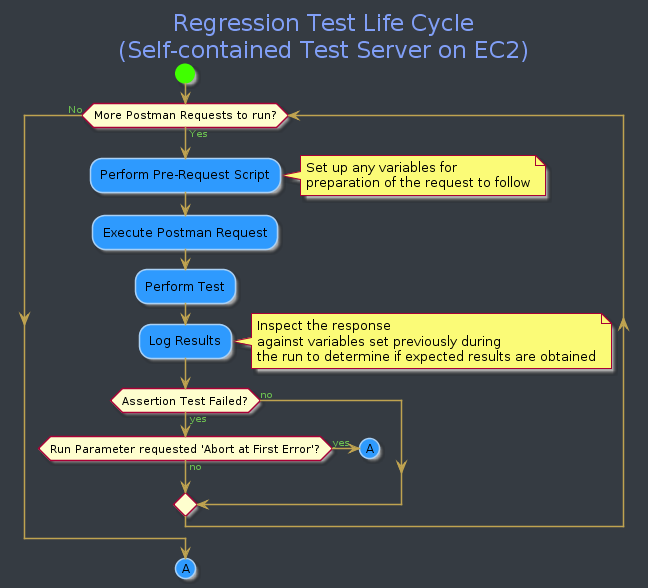 Regression Test Life Cycle
(Self-contained Test Server on EC2)
No
More Postman Requests to run?
Yes
Perform Pre-Request Script
Set up any variables for
preparation of the request to follow
Execute Postman Request
Perform Test
Log Results
Inspect the response
against variables set previously during
the run to determine if expected results are obtained
Assertion Test Failed?
no
yes
Run Parameter requested 'Abort at First Error'?
yes
A
no
A